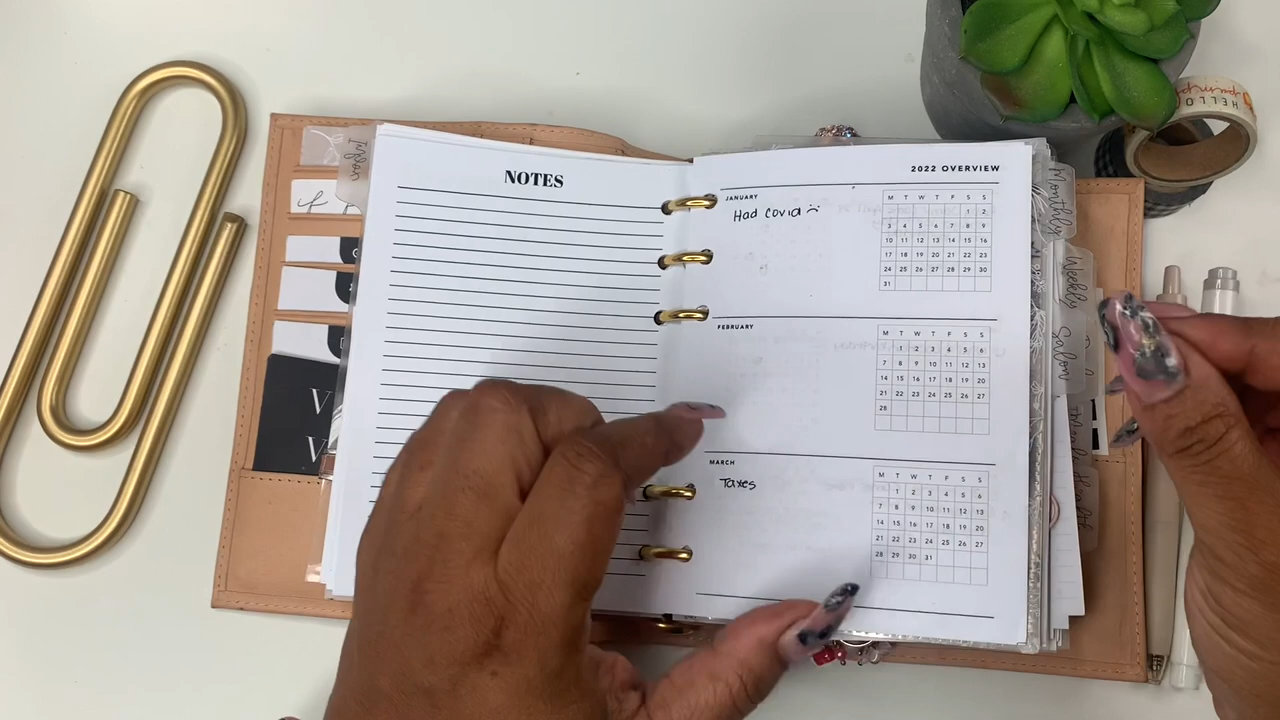 NOTES
2022 OVERVIEW
JANUARY
Had covid
M T W T F S S
1 2
3 4 5 6 7 8 9
10 11 12 13 14 15 16
17 18 19 20 21 22 23
24 25 26 27 28 29 30
31
FEBRUARY
M T W T F S S
1 2 3 4 5 6
7 8 9 10 11 12 13
14 15 16 17 18 19 20
21 22 23 24 25 26 27
28
MARCH
Taxes
M T W T F S S
1 2 3 4 5 6
7 8 9 10 11 12 13
14 15 16 17 18 19 20
21 22 23 24 25 26 27
28 29 30 31
Monthly
Weekly
Salon
Health
V
V
HELLO